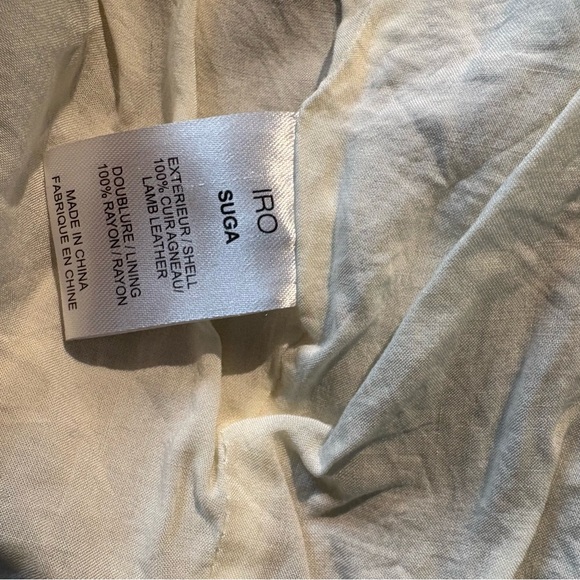 IRO
SUGA
EXTERIEUR / SHELL
100% CUIR AGNEAU/
LAMB LEATHER
DOUBLURE / LINING
100% RAYON / RAYON
MADE IN CHINA
FABRIQUE EN CHINE